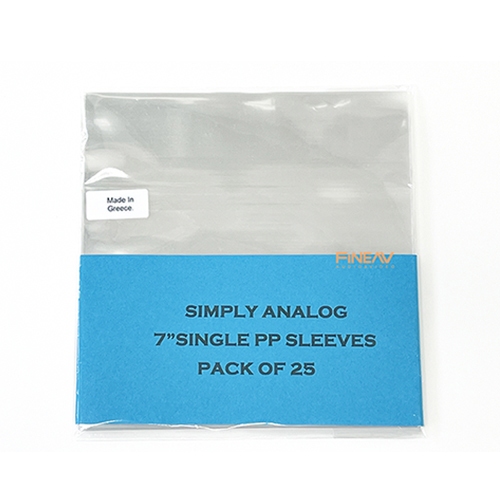 Made In
Greece.
FINEAV
SIMPLY ANALOG
7”SINGLE PP SLEEVES
PACK OF 25